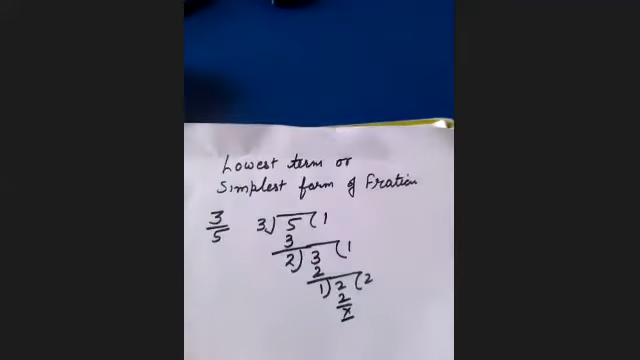 Lowest term or
Simplest form of Fration
3/5 3)5(1
3
2)3(1
2
1)2(2
2
x